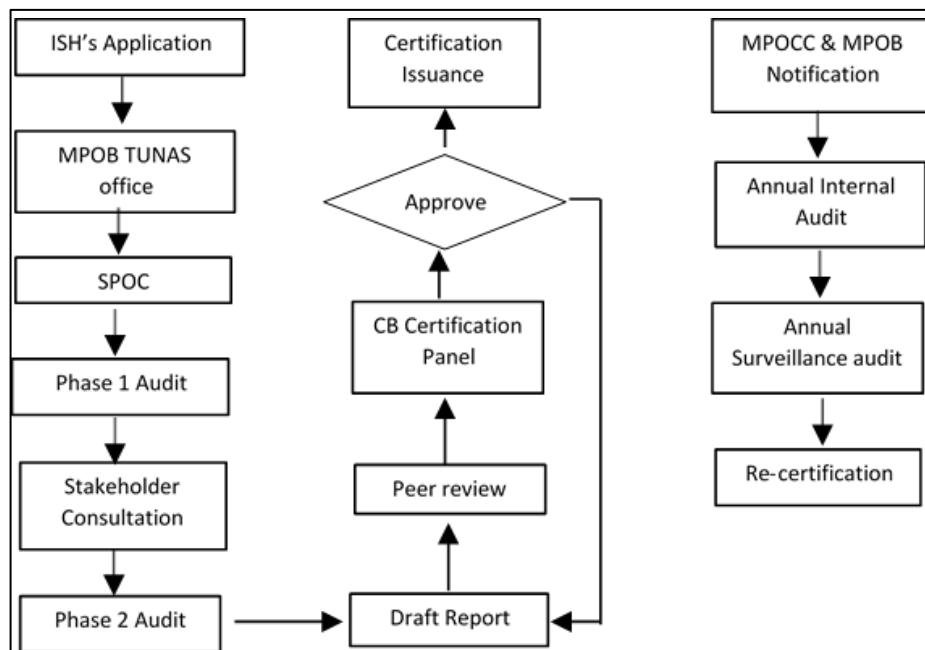 ISH's Application
MPOB TUNAS
office
SPOC
Phase 1 Audit
Stakeholder
Consultation
Phase 2 Audit
Certification
Issuance
Approve
CB Certification
Panel
Peer review
Draft Report
MPOCC & MPOB
Notification
Annual Internal
Audit
Annual
Surveillance audit
Re-certification